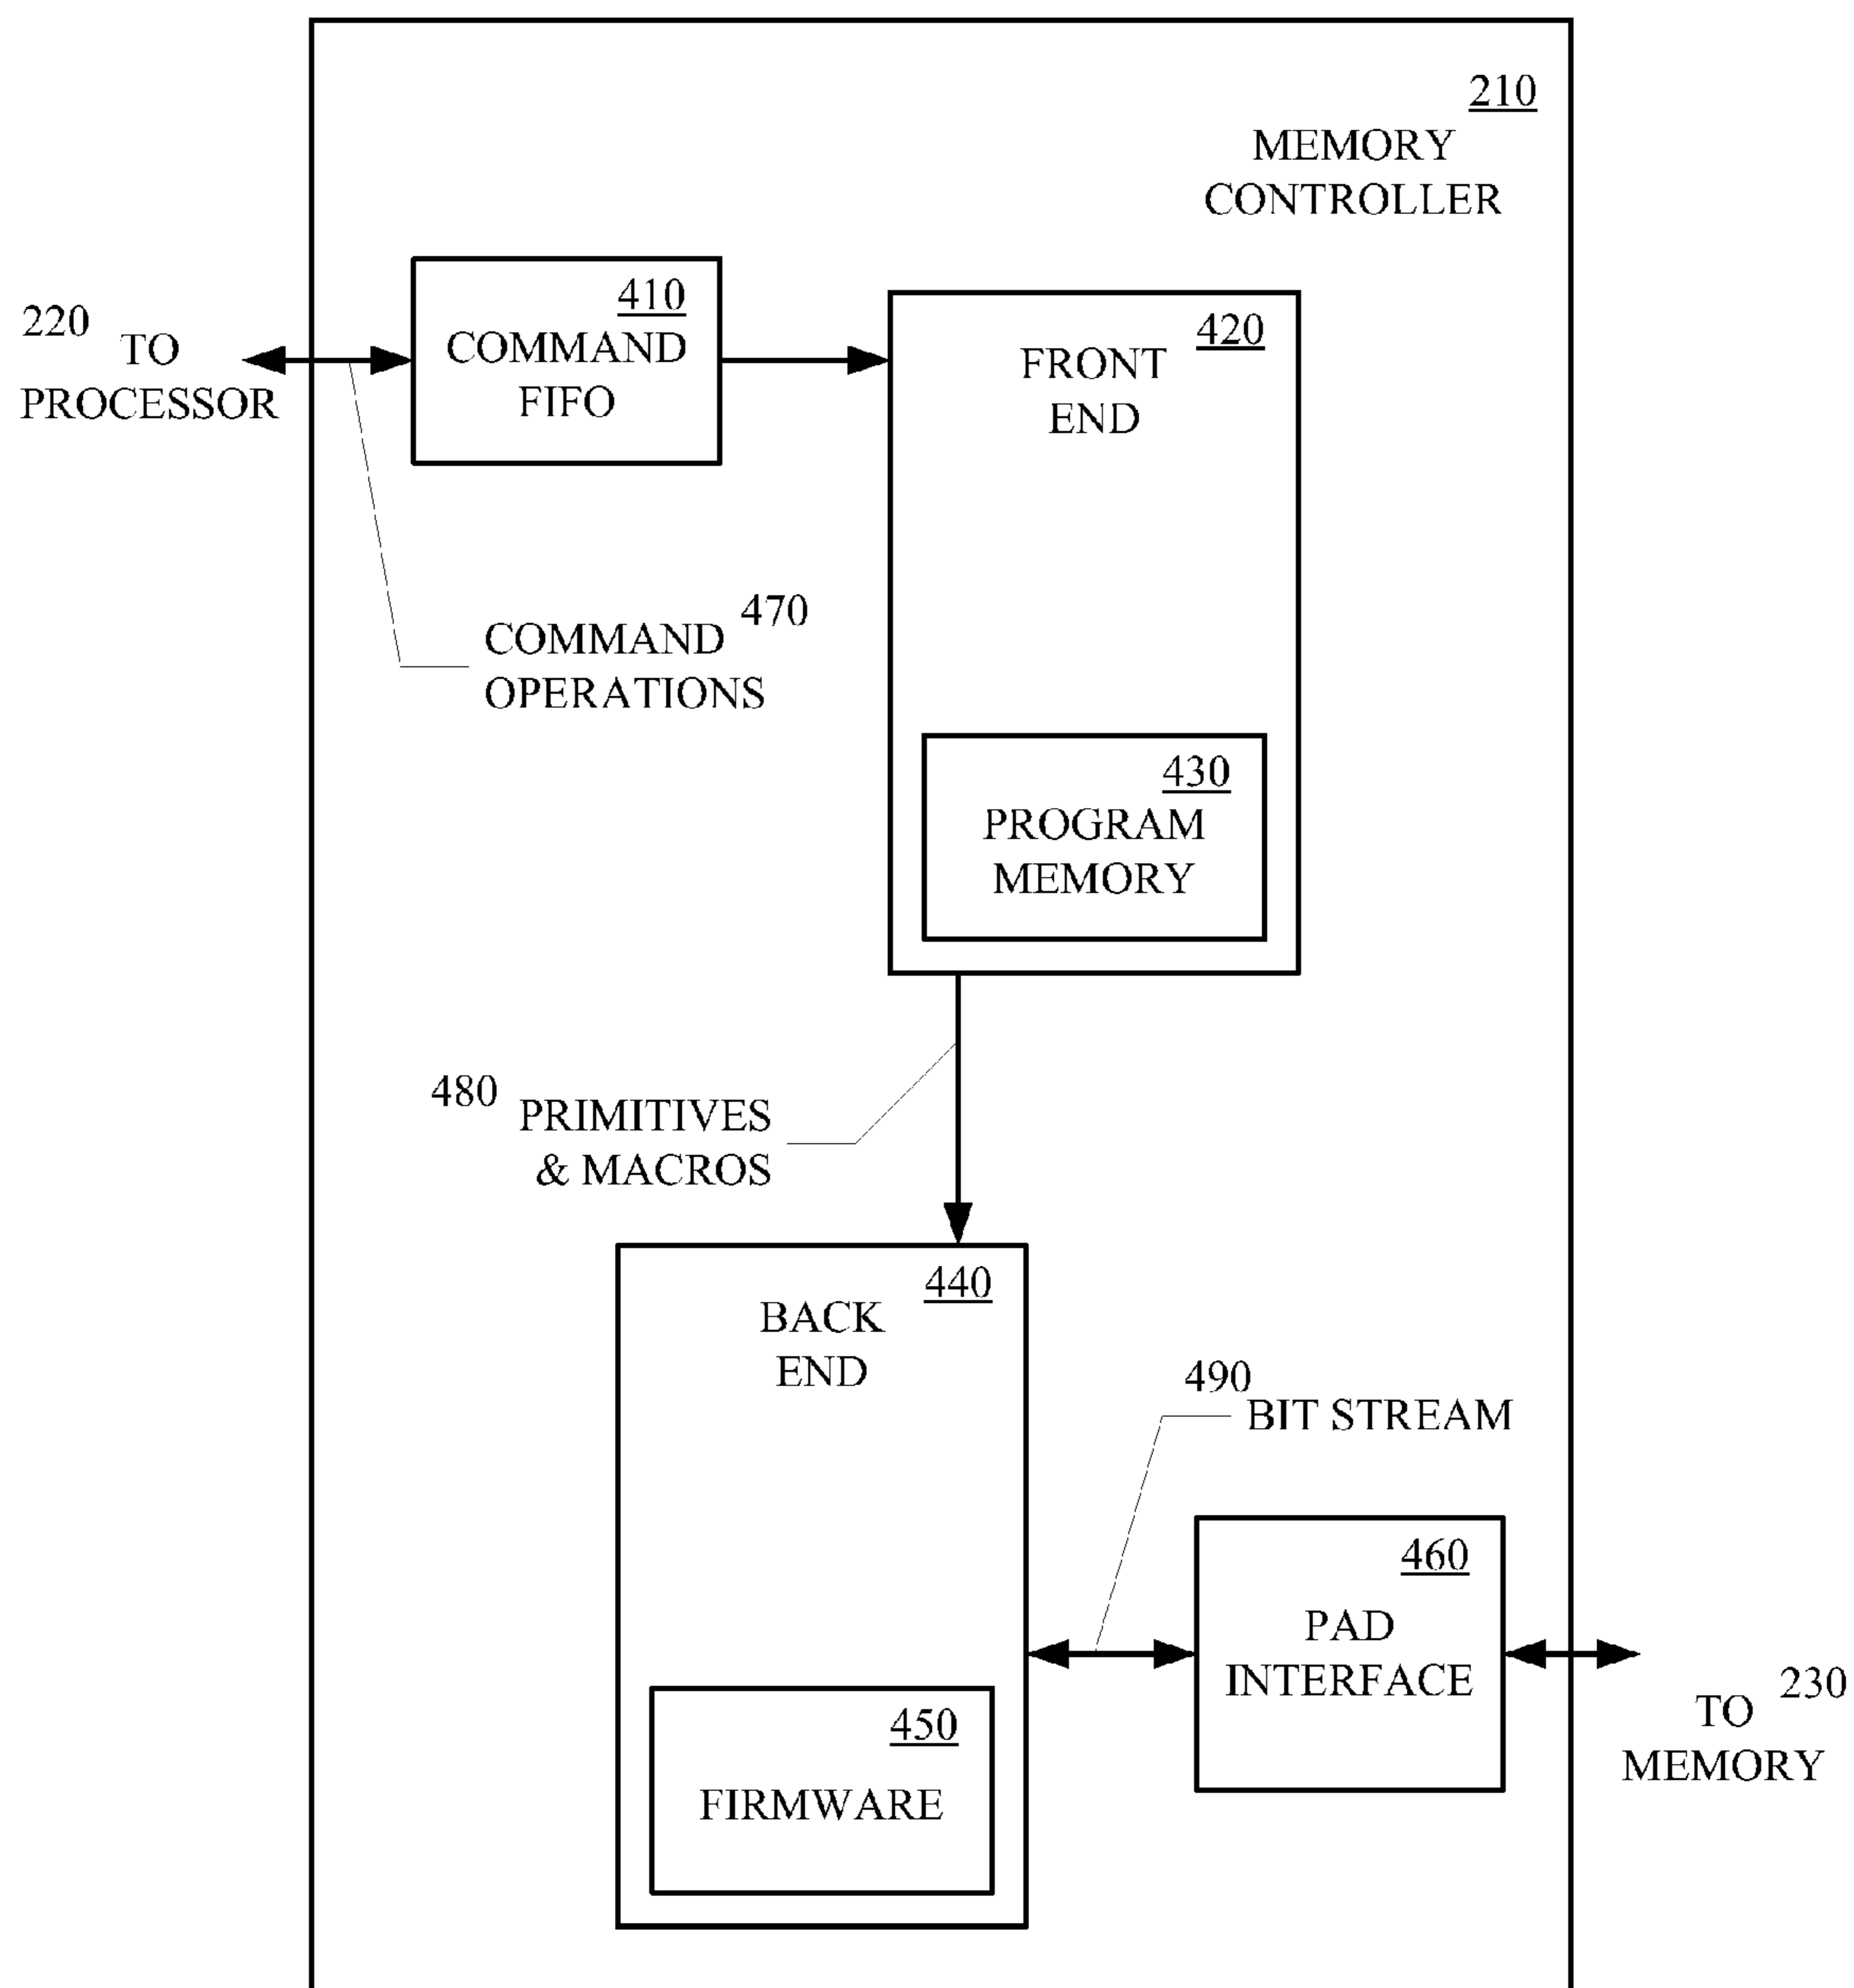 210
MEMORY
CONTROLLER
410
COMMAND
FIFO
220
TO
PROCESSOR
420
FRONT
END
470
COMMAND
OPERATIONS
430
PROGRAM
MEMORY
480
PRIMITIVES
& MACROS
440
BACK
END
490
BIT STREAM
460
PAD
INTERFACE
230
TO
MEMORY
450
FIRMWARE